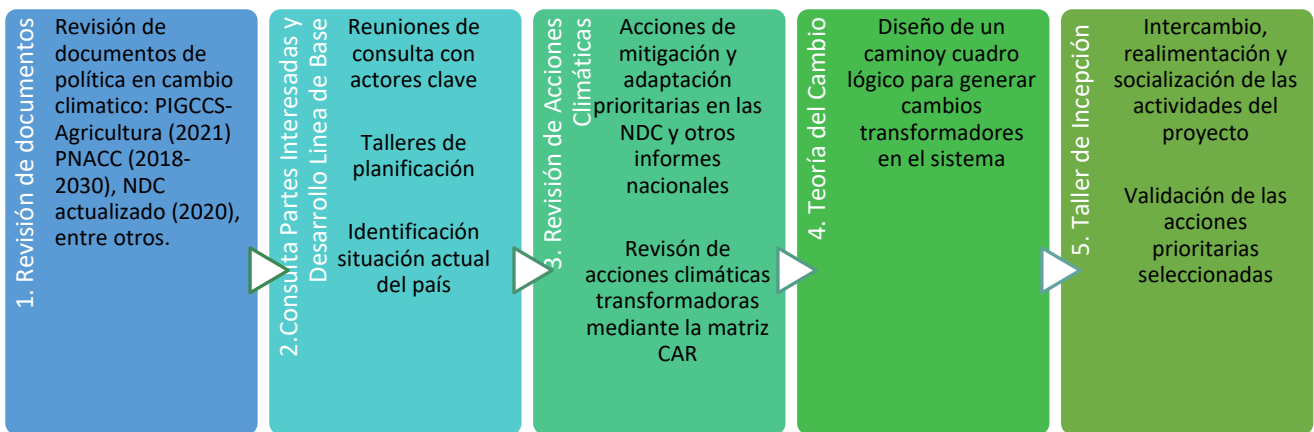 1. Revisión de documentos
Revisión de
documentos de
política en cambio
climatico: PIGCCS-
Agricultura (2021)
PNACC (2018-
2030), NDC
actualizado (2020),
entre otros.
2.Consulta Partes Interesadas y
Desarrollo Linea de Base
Reuniones de
consulta con
actores clave
Talleres de
planificación
Identificación
situación actual
del país
3. Revisión de Acciones
Climáticas
Acciones de
mitigación y
adaptación
prioritarias en las
NDC y otros
informes
nacionales
Revisón de
acciones climáticas
transformadoras
mediante la matriz
CAR
4. Teoría del Cambio
Diseño de un
caminoy cuadro
lógico para generar
cambios
transformadores
en el sistema
5. Taller de Incepción
Intercambio,
realimentación y
socialización de las
actividades del
proyecto
Validación de las
acciones
prioritarias
seleccionadas